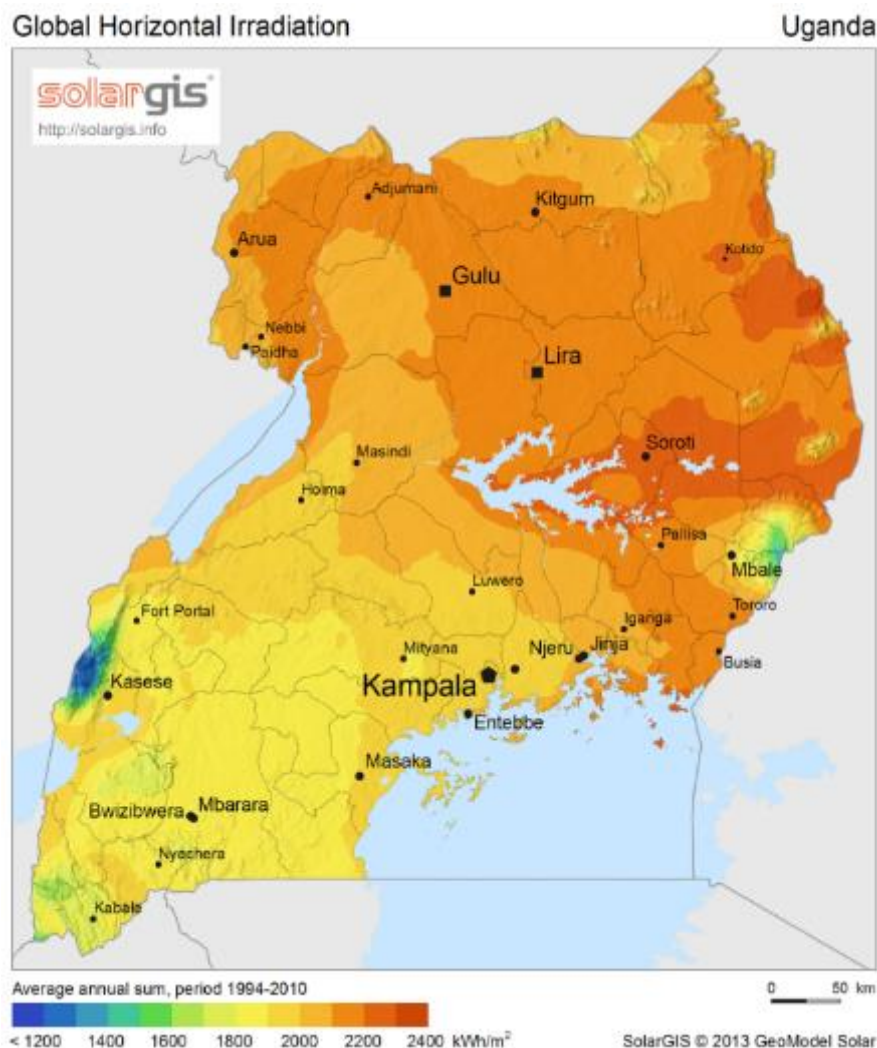 Global Horizontal Irradiation Uganda
solargis
http://solargis.info
Adjumani
Kitgum
Arua
Kotido
Gulu
Nebbi
Paidha
Lira
Soroti
Masindi
Hoima
Pallisa
Mbale
Luwero
Fort Portal
Iganga
Tororo
Mityana
Njeru Jinja
Busia
Kampala
Kasese
Entebbe
Masaka
Bwizibwera Mbarara
Nyachera
Kabale
Average annual sum, period 1994-2010
0 50 km
< 1200 1400 1600 1800 2000 2200 2400 kWh/m²
SolarGIS © 2013 GeoModel Solar